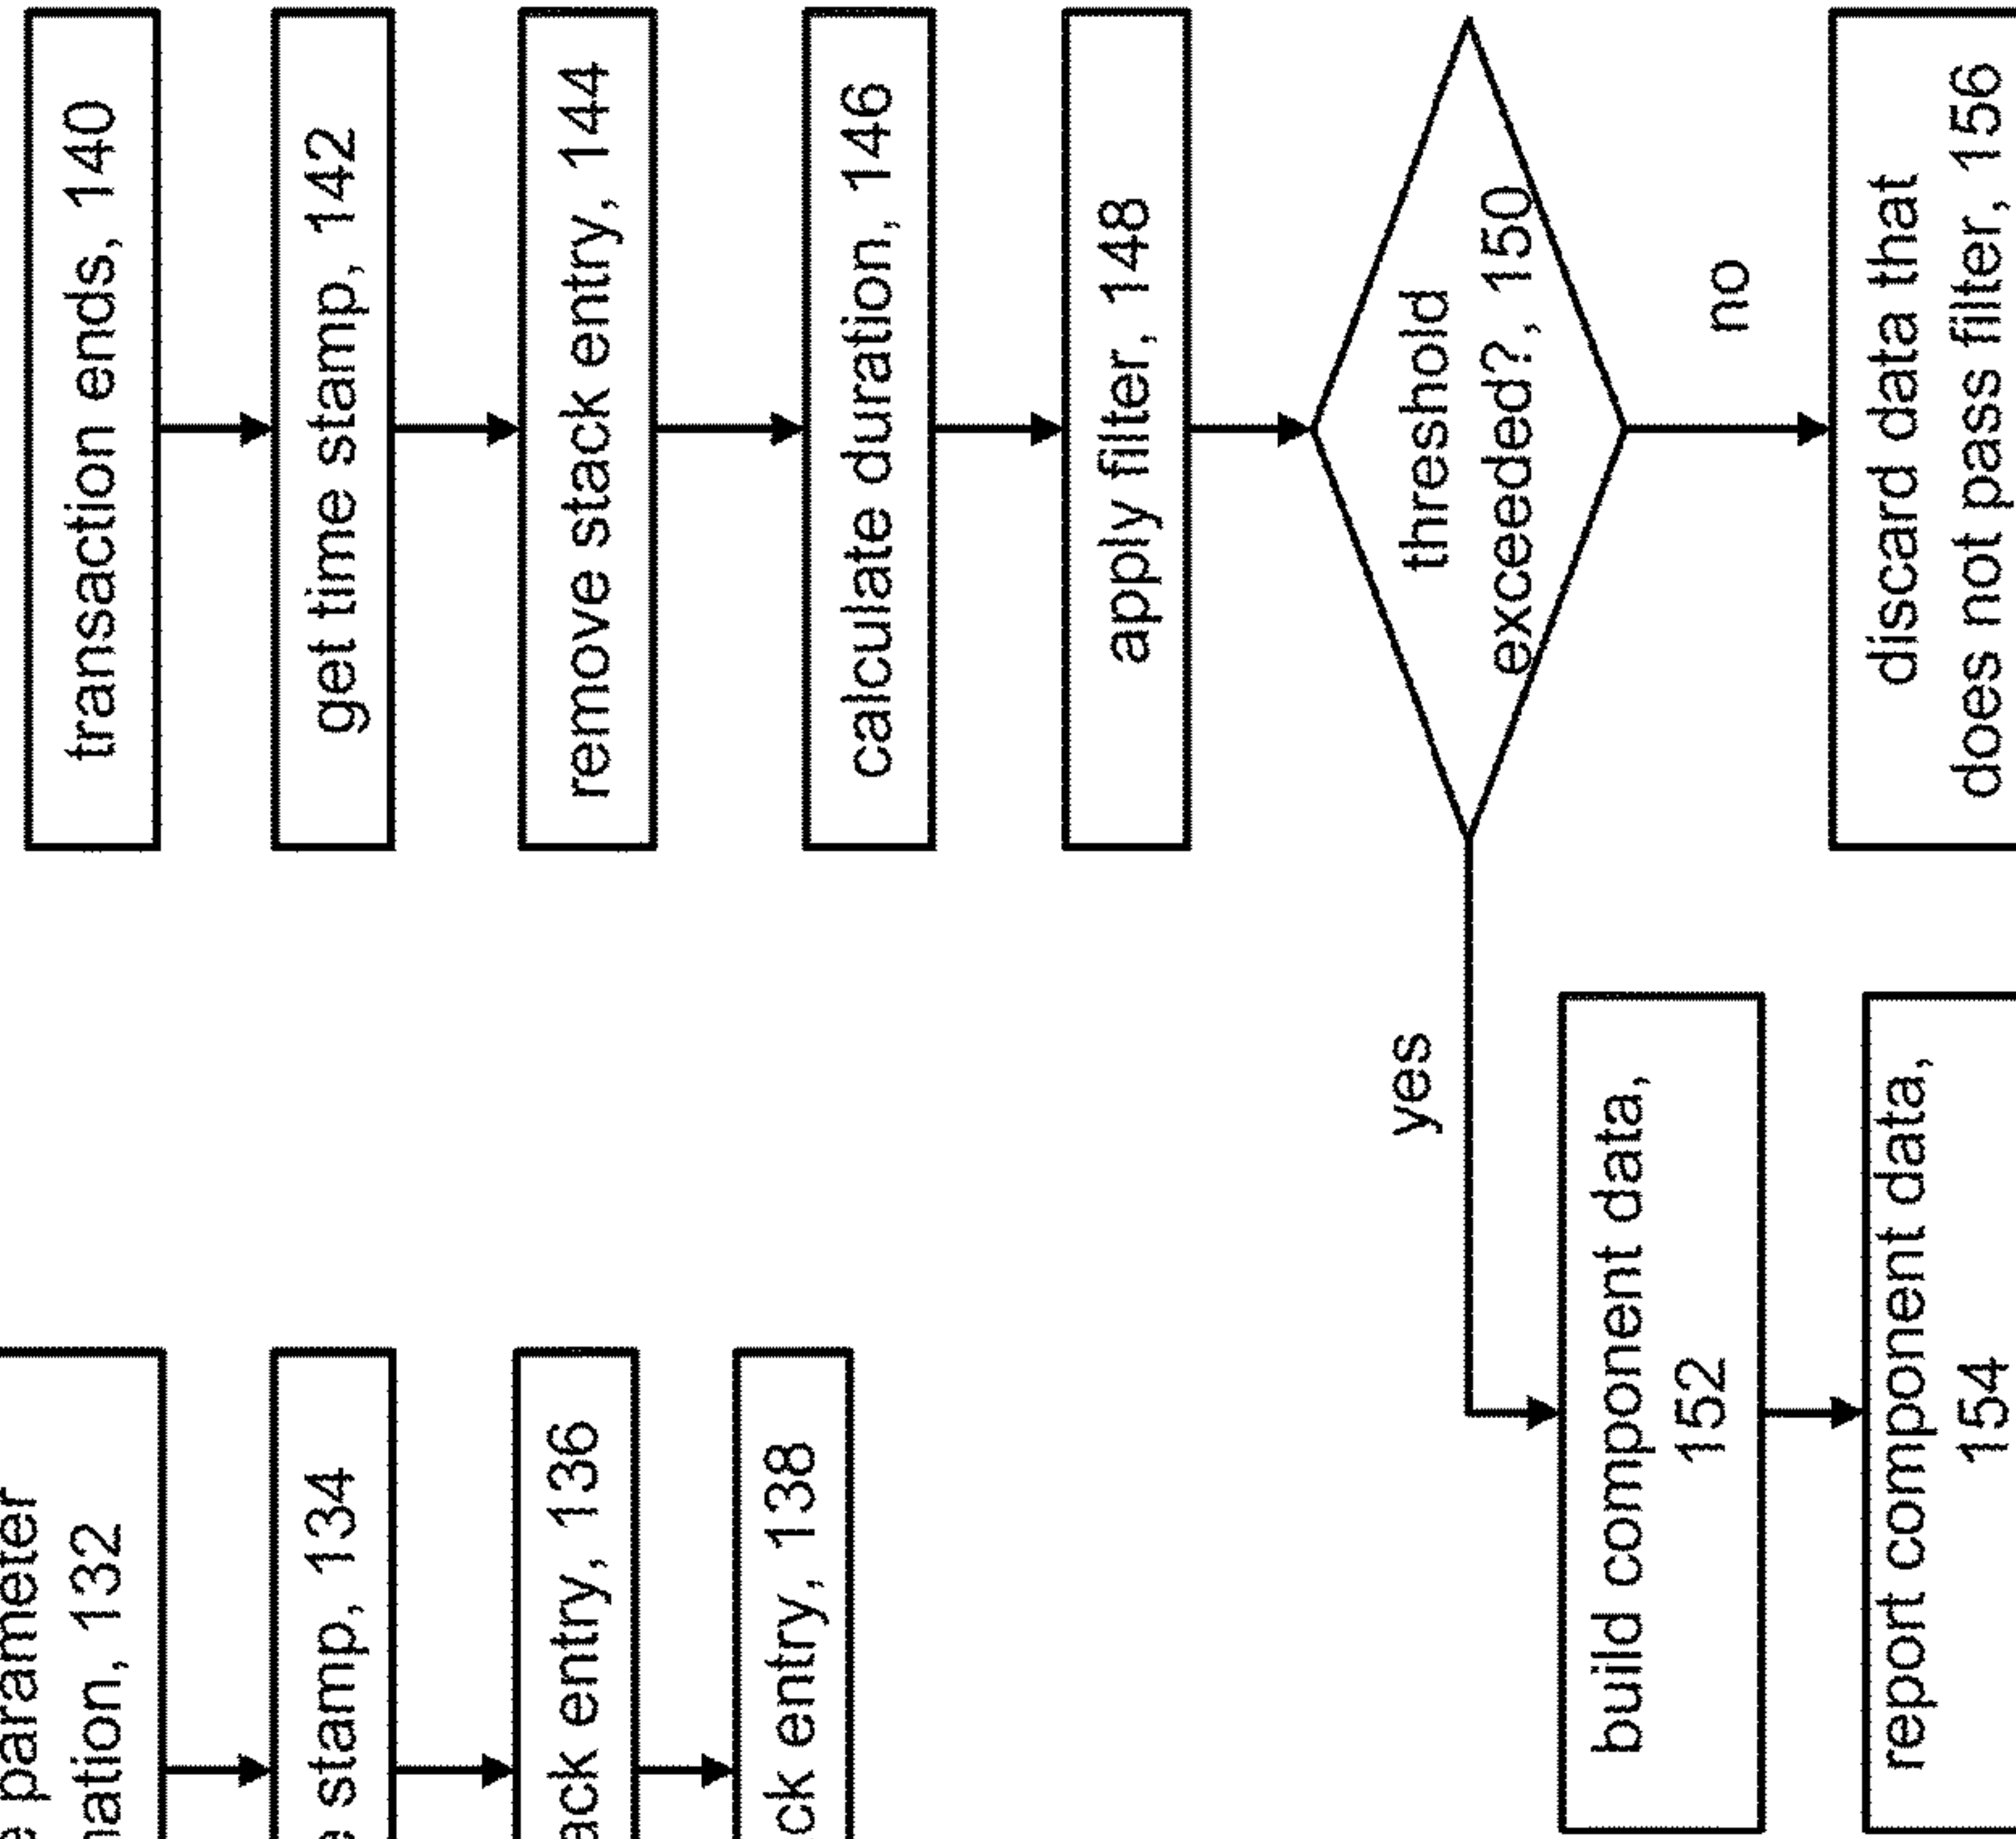 parameter
132
stamp, 134
entry, 136
entry, 138
transaction ends, 140
get time stamp, 142
remove stack entry, 144
calculate duration, 146
apply filter, 148
threshold
exceeded?, 150
yes
no
build component data,
152
report component data,
154
discard data that
does not pass filter, 156